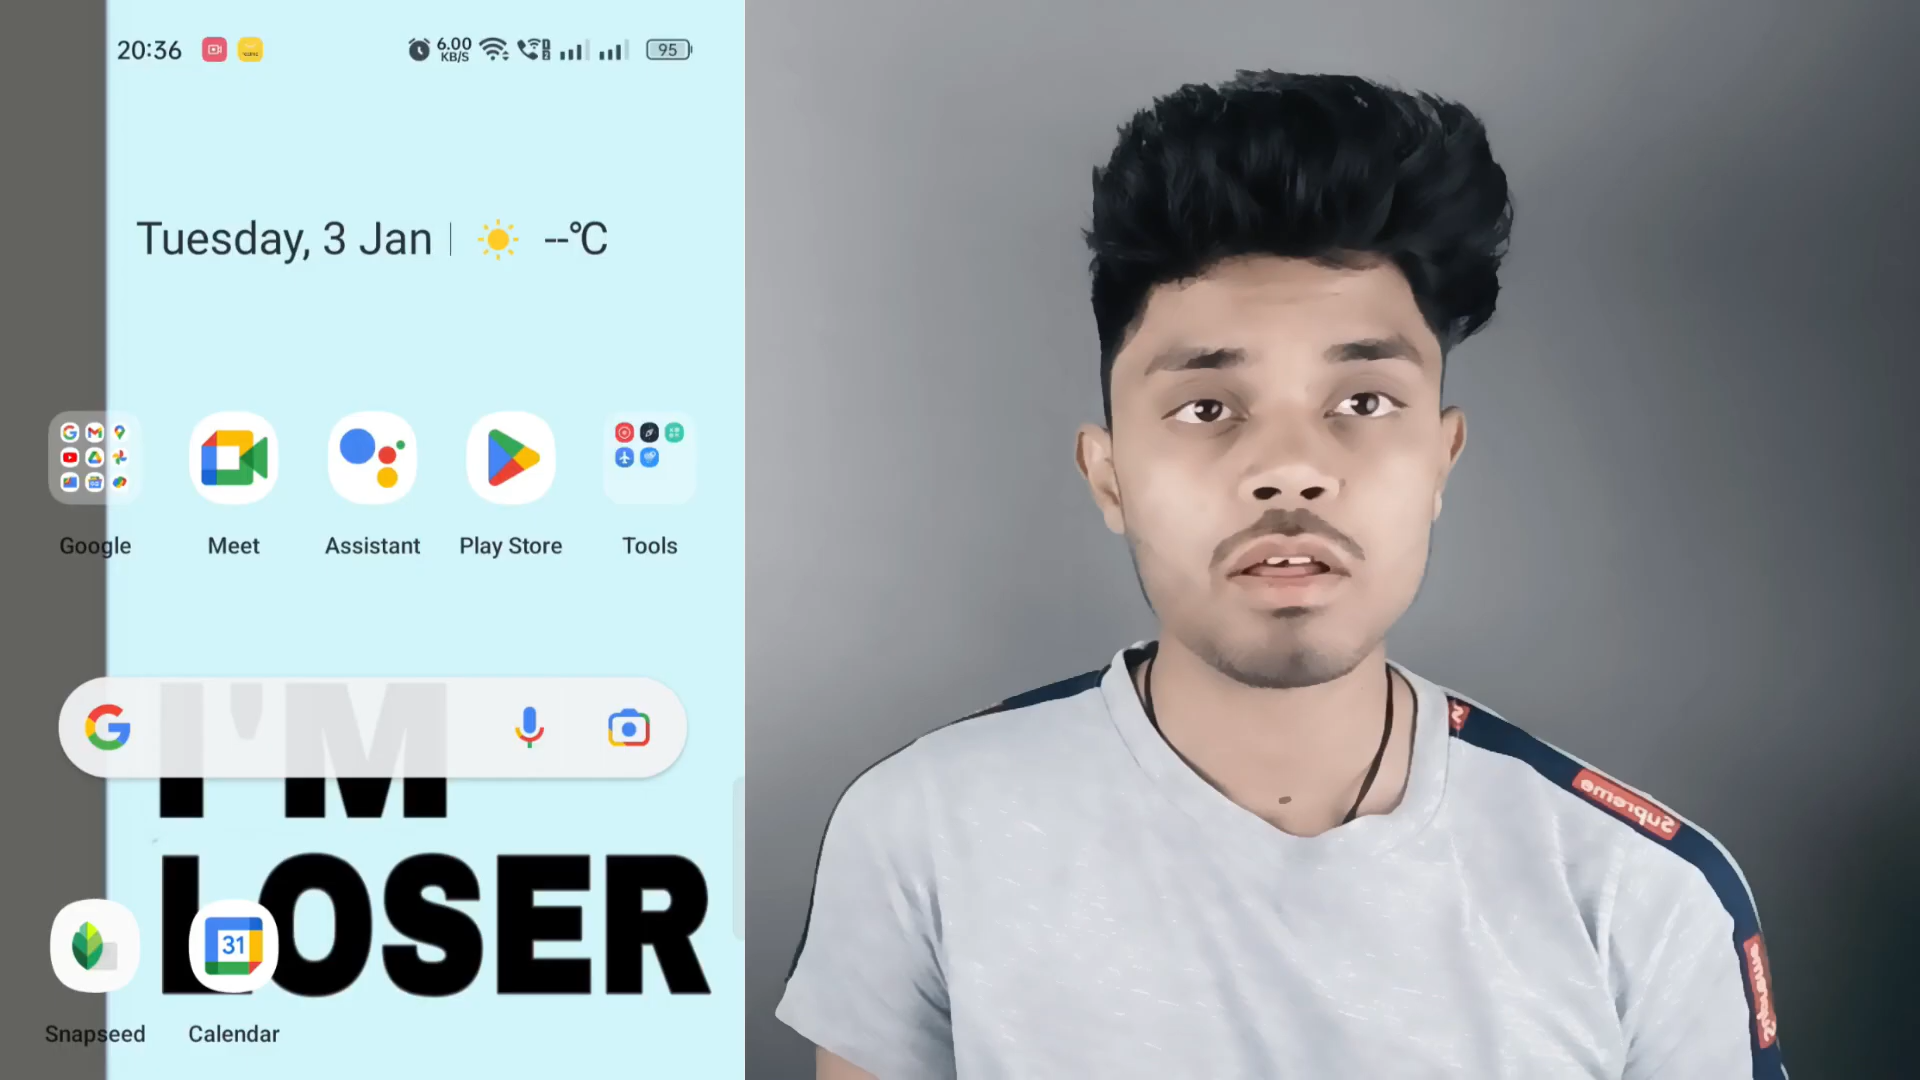 20:36
6.00
KB/S
95
Tuesday, 3 Jan
--°C
Google
Meet
Assistant
Play Store
Tools
I'M
LOSER
31
Snapseed
Calendar
Supreme
Supreme